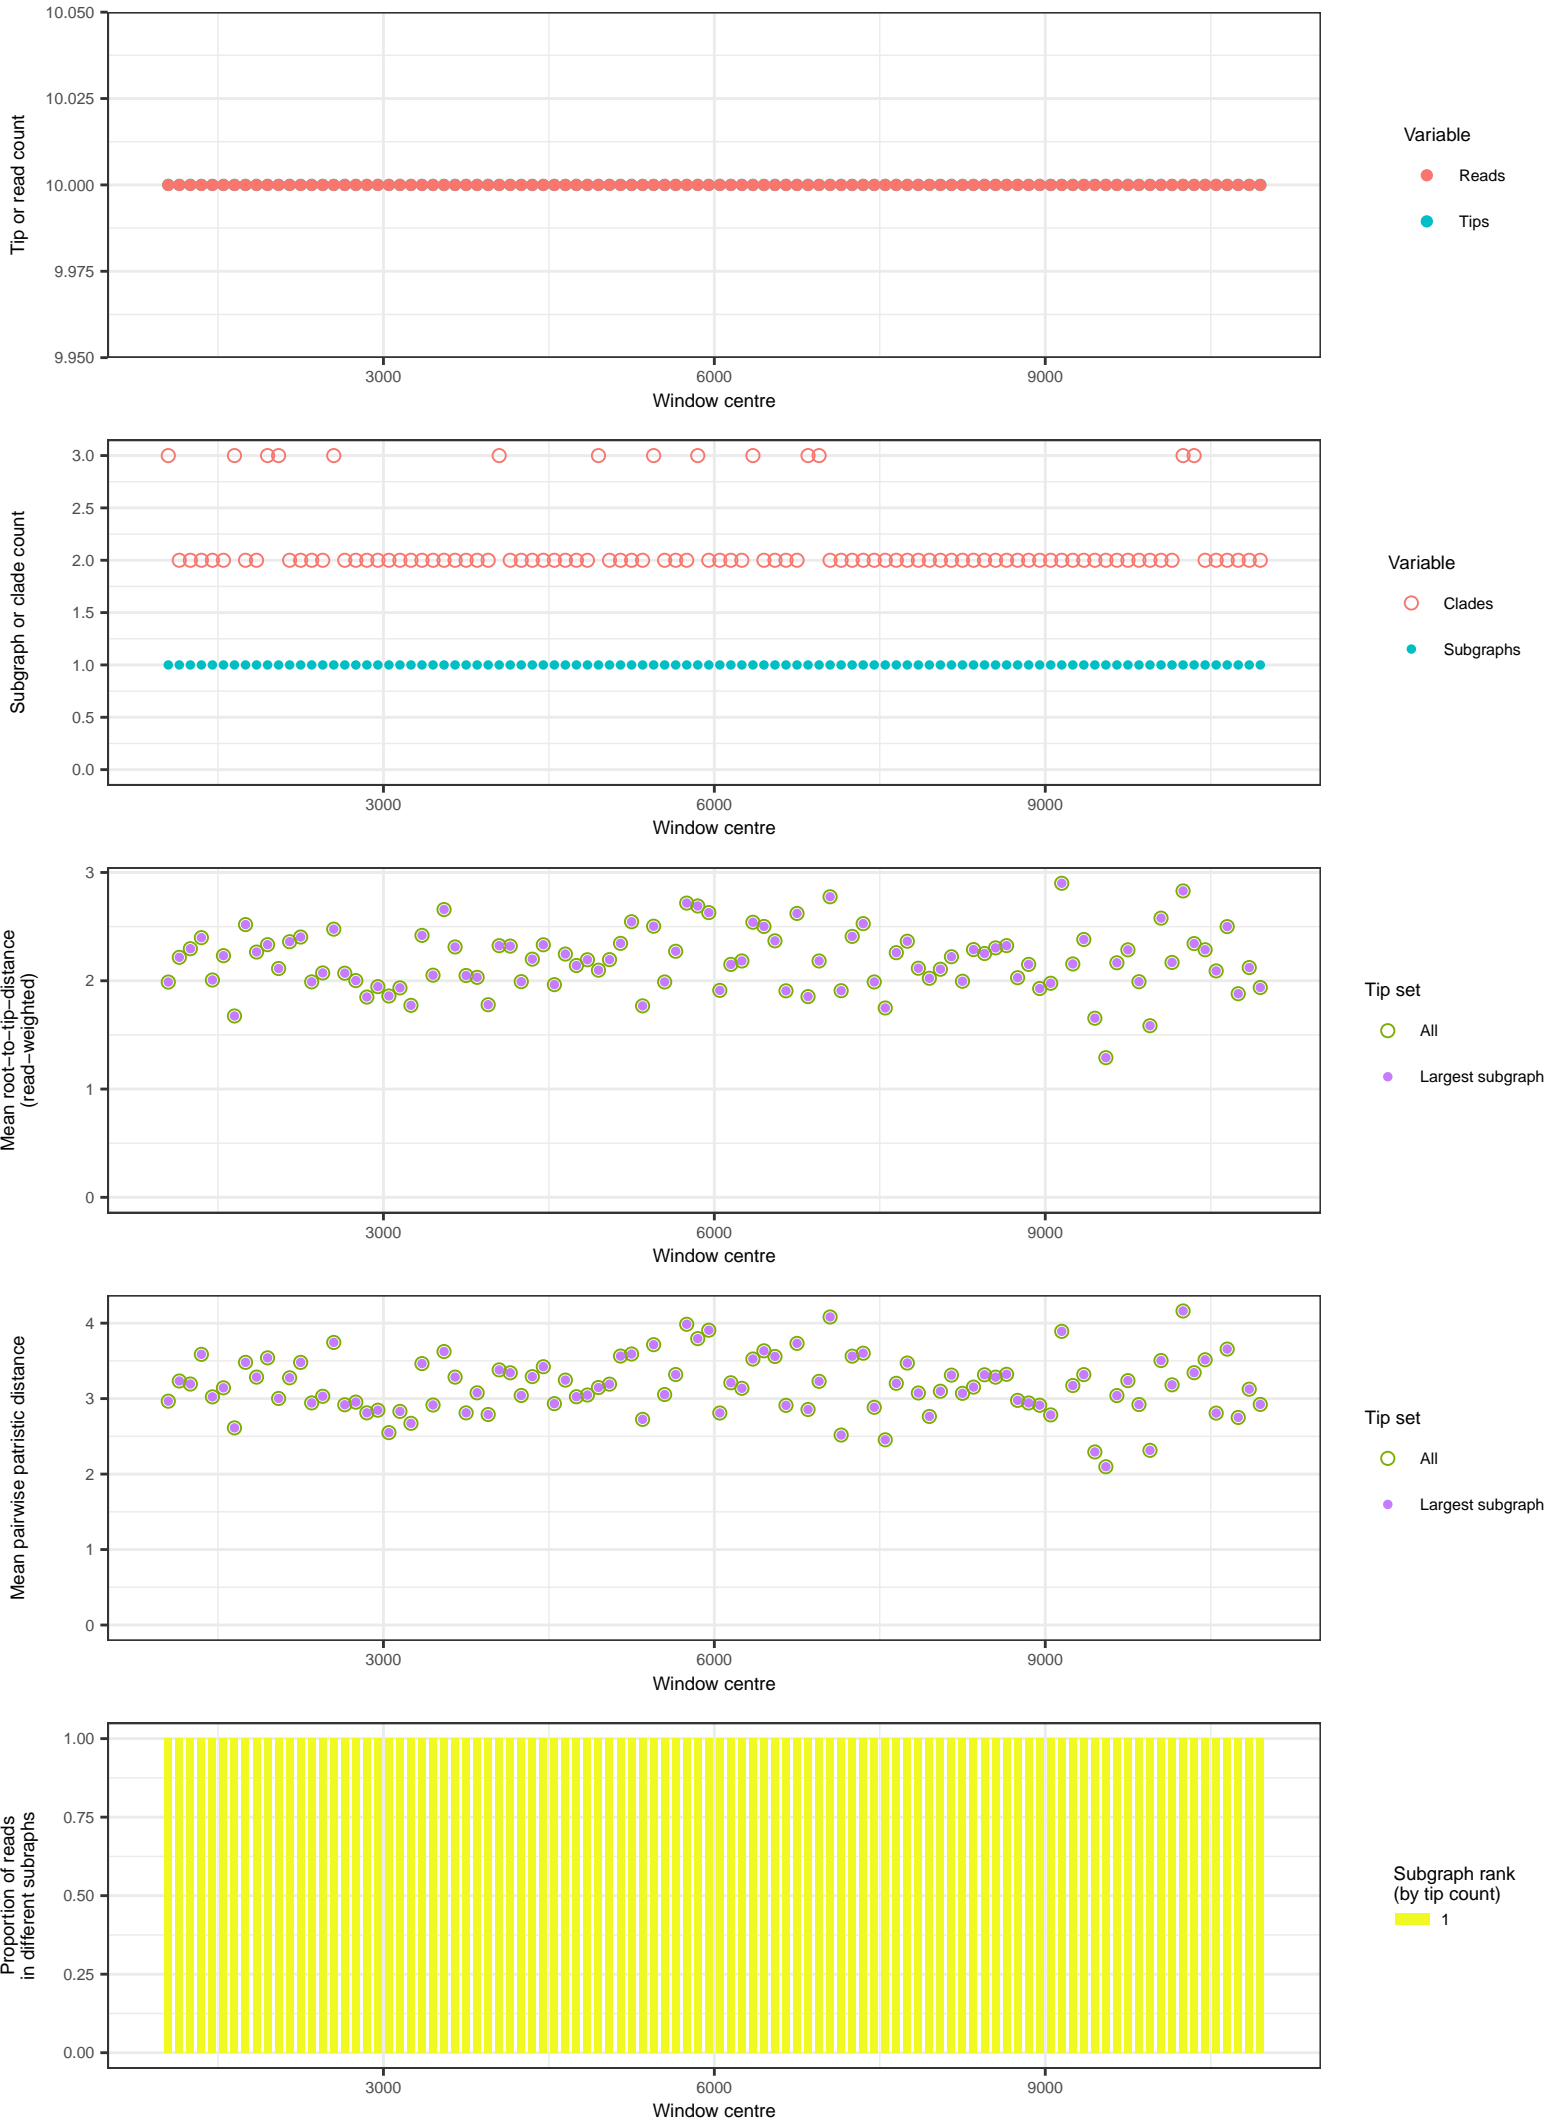 10.050
10.025
10.000
9.975
9.950
Tip or read count
3000 6000 9000
Window centre
Variable
Reads
Tips
3.0
2.5
2.0
1.5
1.0
0.5
0.0
Subgraph or clade count
3000 6000 9000
Window centre
Variable
Clades
Subgraphs
3
2
1
0
Mean root−to−tip−distance
(read−weighted)
3000 6000 9000
Window centre
Tip set
All
Largest subgraph
4
3
2
1
0
Mean pairwise patristic distance
3000 6000 9000
Window centre
Tip set
All
Largest subgraph
1.00
0.75
0.50
0.25
0.00
Proportion of reads
in different subraphs
3000 6000 9000
Window centre
Subgraph rank
(by tip count)
1